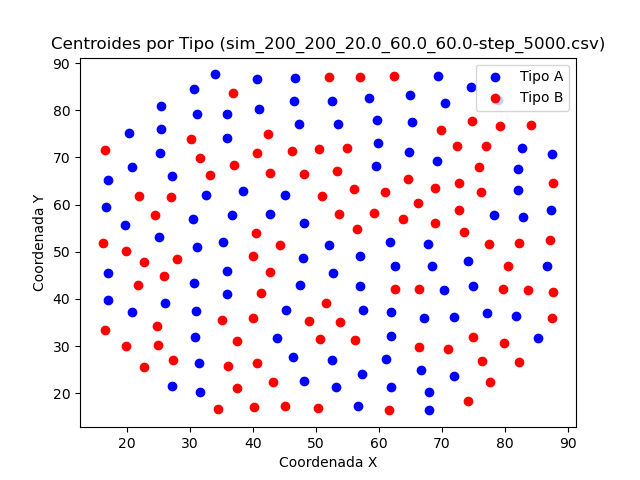 Centroides por Tipo (sim_200_200_20.0_60.0_60.0-step_5000.csv)
Tipo A
Tipo B
90
80
70
60
50
40
30
20
Coordenada Y
20 30 40 50 60 70 80 90
Coordenada X